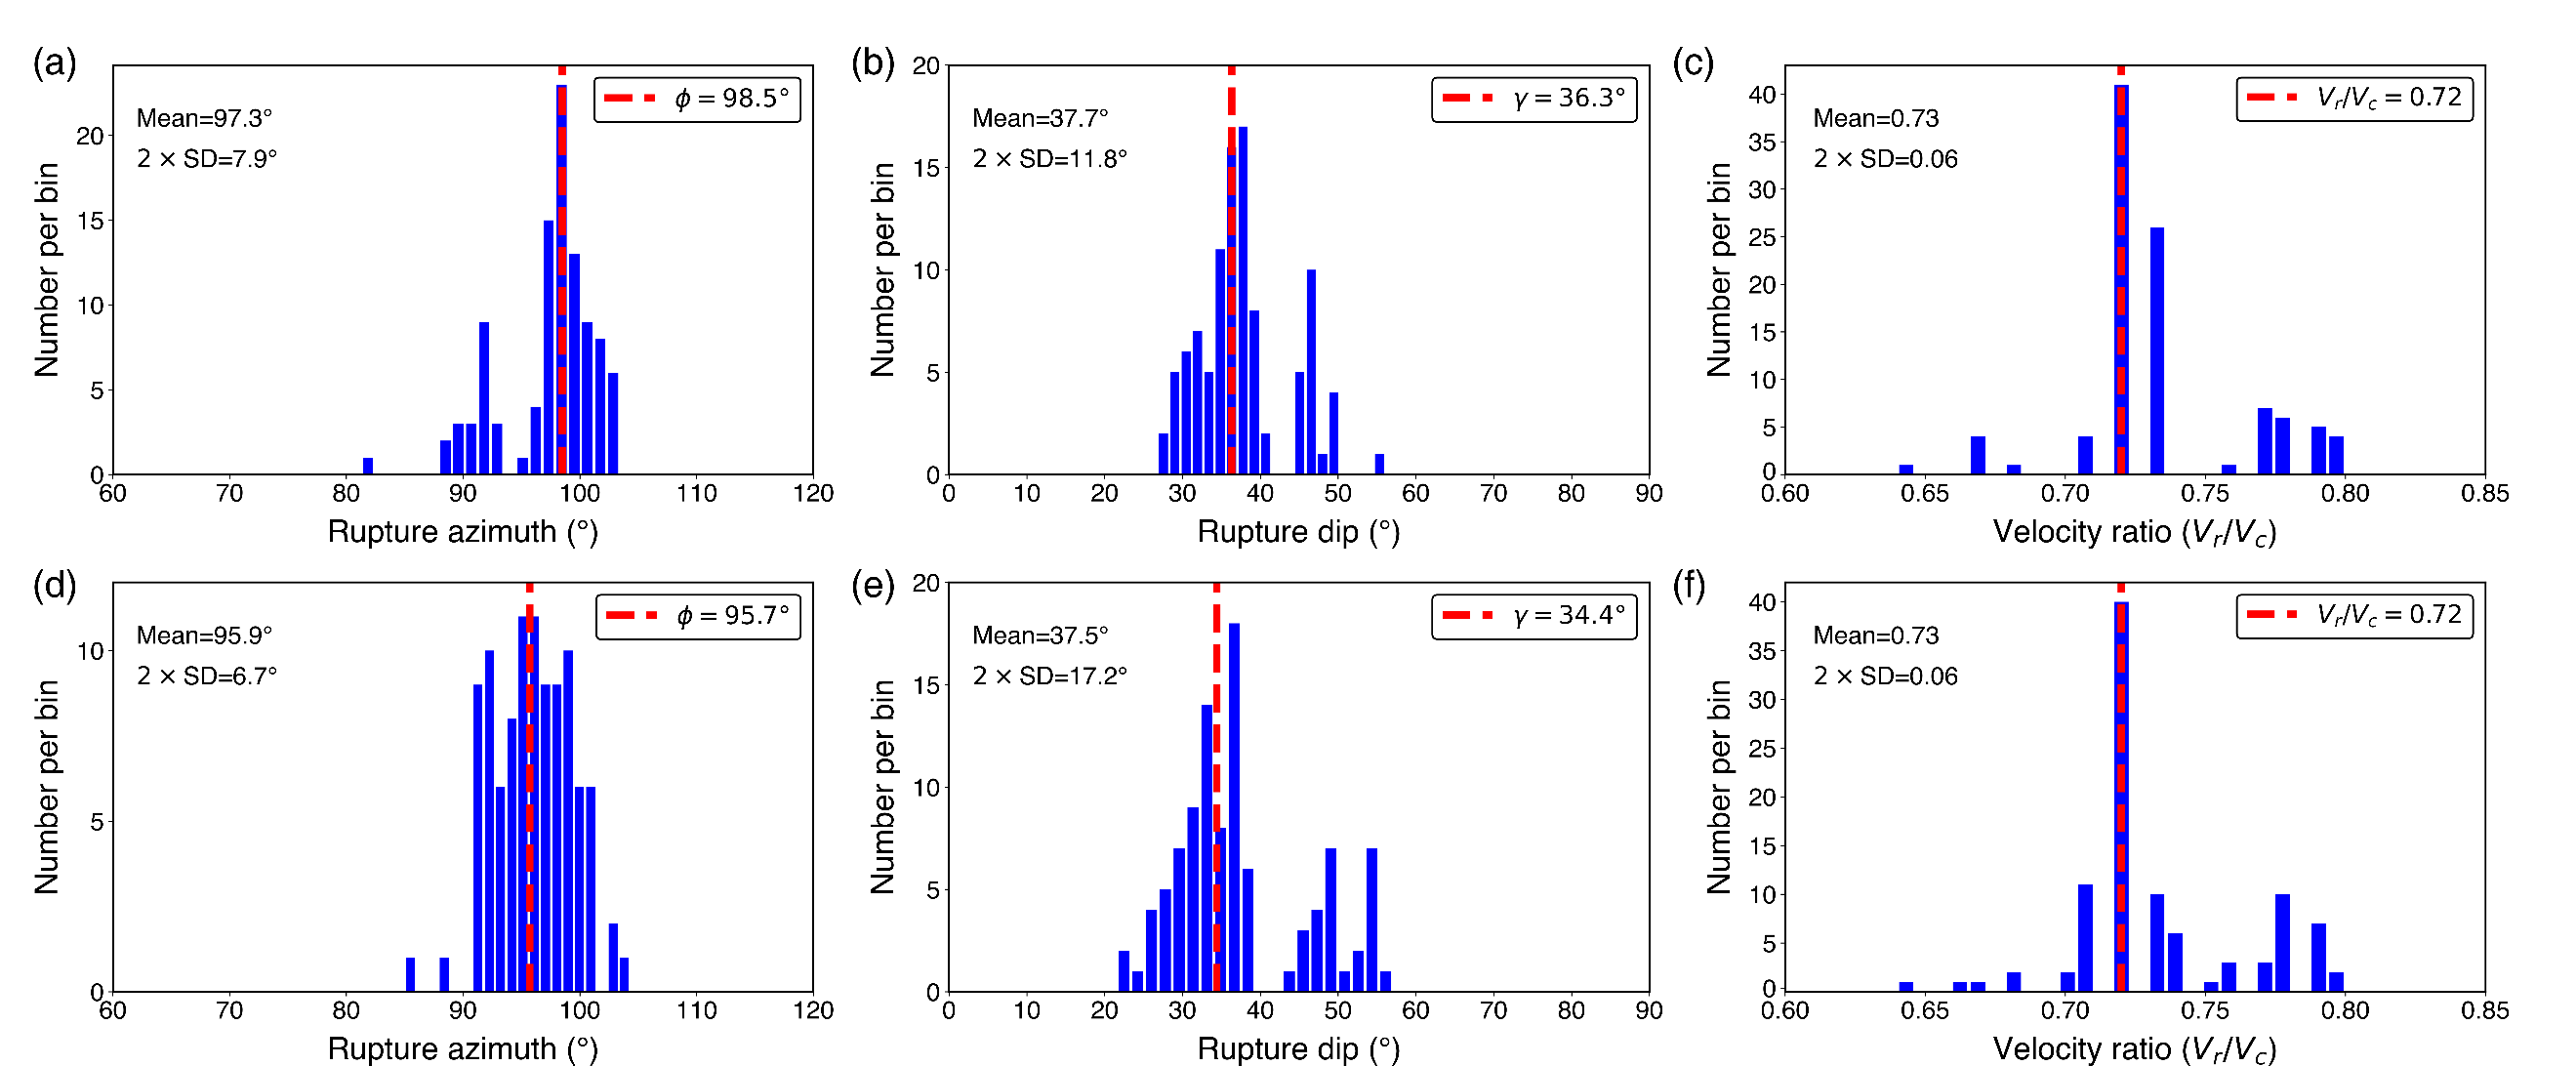 (a)
Mean=97.3°
2 × SD=7.9°
ϕ = 98.5°
Number per bin
20
15
10
5
0
60 70 80 90 100 110 120
Rupture azimuth (°)
(b)
Mean=37.7°
2 × SD=11.8°
γ = 36.3°
Number per bin
20
15
10
5
0
0 10 20 30 40 50 60 70 80 90
Rupture dip (°)
(c)
Mean=0.73
2 × SD=0.06
Vr/Vc = 0.72
Number per bin
40
35
30
25
20
15
10
5
0
0.60 0.65 0.70 0.75 0.80 0.85
Velocity ratio (Vr/Vc)
(d)
Mean=95.9°
2 × SD=6.7°
ϕ = 95.7°
Number per bin
10
5
0
60 70 80 90 100 110 120
Rupture azimuth (°)
(e)
Mean=37.5°
2 × SD=17.2°
γ = 34.4°
Number per bin
20
15
10
5
0
0 10 20 30 40 50 60 70 80 90
Rupture dip (°)
(f)
Mean=0.73
2 × SD=0.06
Vr/Vc = 0.72
Number per bin
40
35
30
25
20
15
10
5
0
0.60 0.65 0.70 0.75 0.80 0.85
Velocity ratio (Vr/Vc)